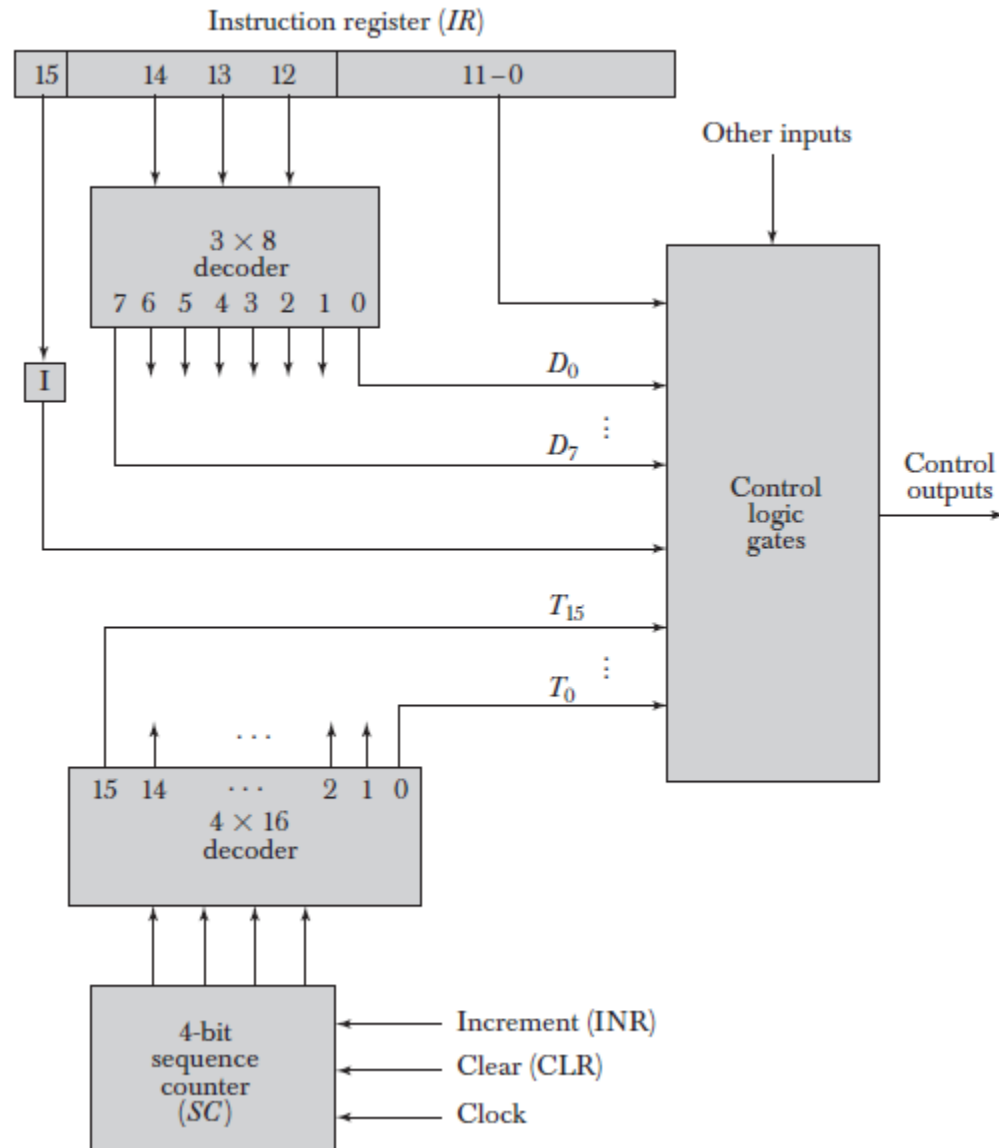 Instruction register (IR)
15 14 13 12 11–0
Other inputs
3 × 8
decoder
7 6 5 4 3 2 1 0
I
D0
⋮
D7
Control
logic
gates
Control
outputs
T15
⋮
T0
. . .
15 14 · · · 2 1 0
4 × 16
decoder
4-bit
sequence
counter
(SC)
Increment (INR)
Clear (CLR)
Clock